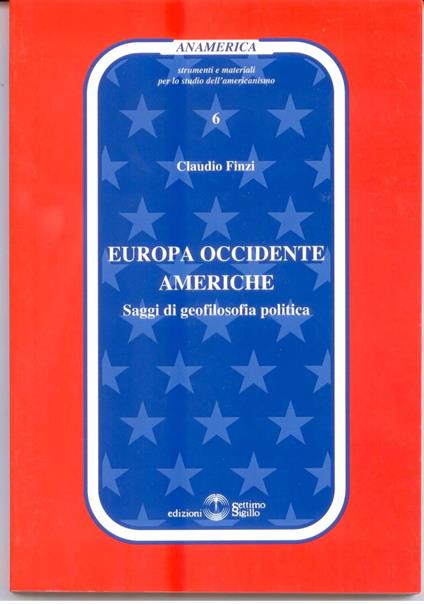 ANAMERICA
strumenti e materiali
per lo studio dell'americanismo
6
Claudio Finzi
EUROPA OCCIDENTE
AMERICHE
Saggi di geofilosofia politica
edizioni Settimo
Sigillo